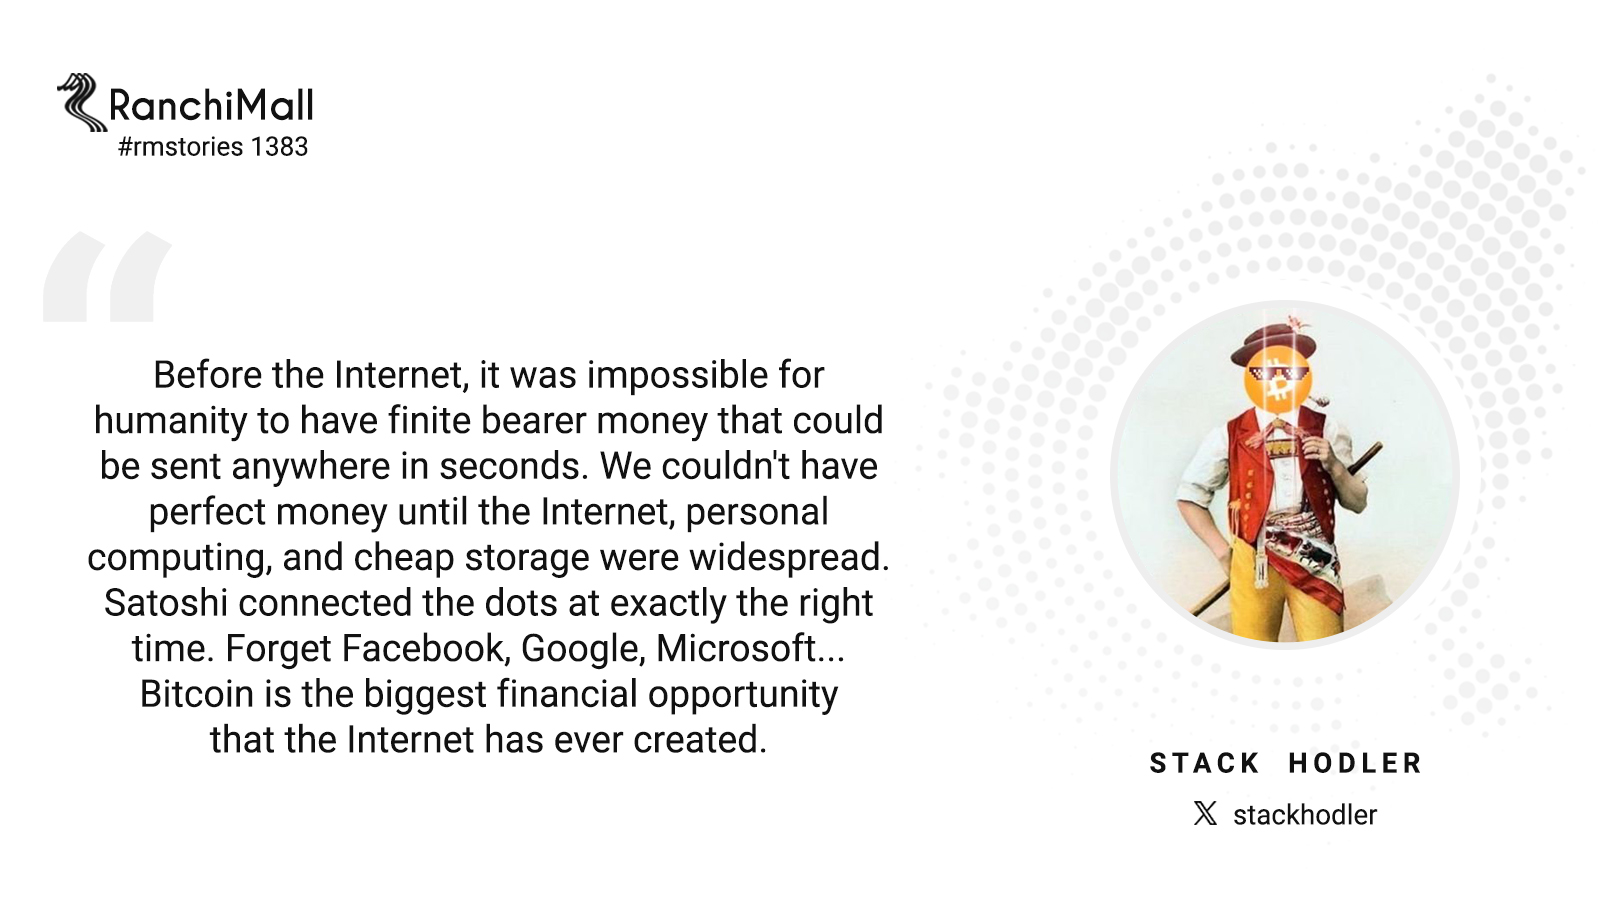 RanchiMall
#rmstories 1383
“
Before the Internet, it was impossible for
humanity to have finite bearer money that could
be sent anywhere in seconds. We couldn't have
perfect money until the Internet, personal
computing, and cheap storage were widespread.
Satoshi connected the dots at exactly the right
time. Forget Facebook, Google, Microsoft...
Bitcoin is the biggest financial opportunity
that the Internet has ever created.
STACK HODLER
X stackhodler